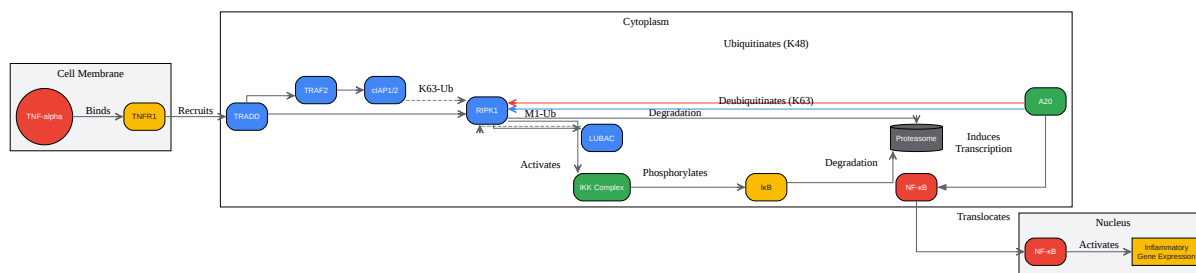 Cytoplasm
Ubiquitinates (K48)
Cell Membrane
TNF-alpha
Binds
TNFR1
Recruits
TRADD
TRAF2
cIAP1/2
K63-Ub
RIPK1
M1-Ub
LUBAC
Deubiquitinates (K63)
Degradation
A20
Proteasome
Induces
Transcription
Activates
IKK Complex
Phosphorylates
IκB
Degradation
NF-κB
Translocates
Nucleus
NF-κB
Activates
Inflammatory
Gene Expression